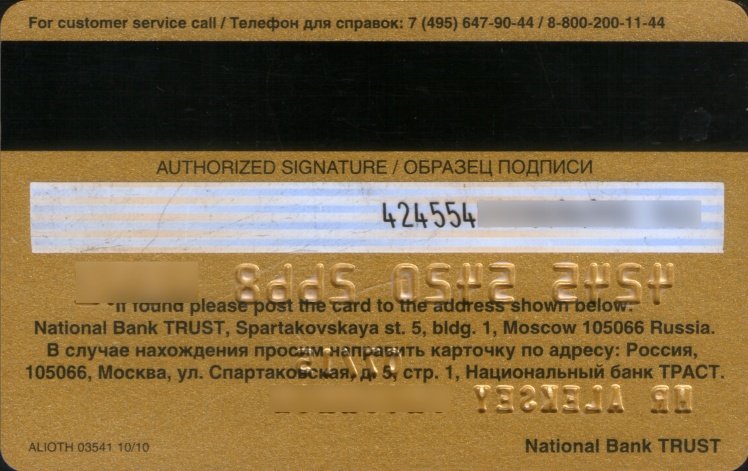 For customer service call / Телефон для справок: 7 (495) 647-90-44 / 8-800-200-11-44
AUTHORIZED SIGNATURE / ОБРАЗЕЦ ПОДПИСИ
424554
If found please post the card to the address shown below:
National Bank TRUST, Spartakovskaya st. 5, bldg. 1, Moscow 105066 Russia.
В случае нахождения просим направить карточку по адресу: Россия,
105066, Москва, ул. Спартаковская, д. 5, стр. 1, Национальный банк ТРАСТ.
MR ALEKSEY
ALIOTH 03541 10/10
National Bank TRUST